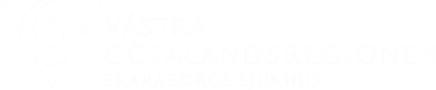 VÄSTRA
GÖTALANDSREGIONEN
SKARABORGS SJUKHUS